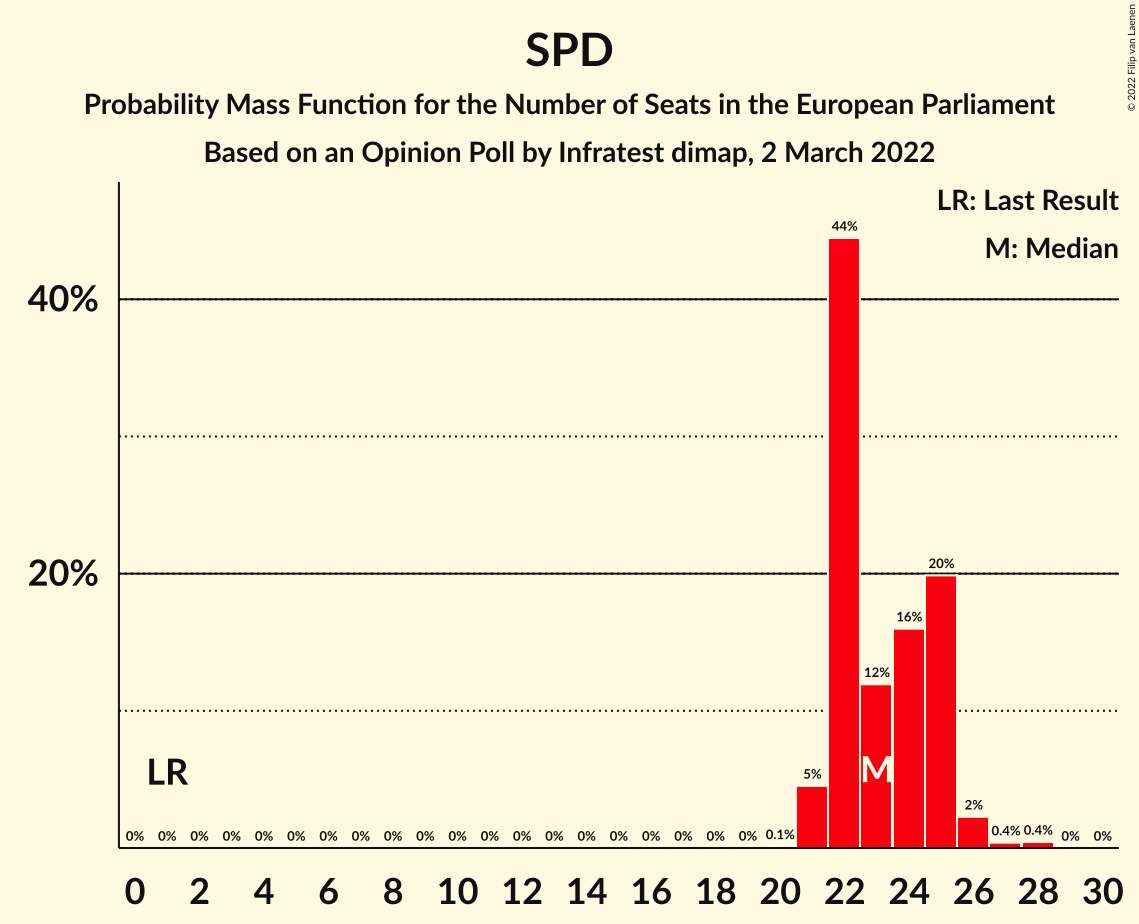 SPD
Probability Mass Function for the Number of Seats in the European Parliament
Based on an Opinion Poll by Infratest dimap, 2 March 2022
© 2022 Filip van Laenen
LR: Last Result
M: Median
44%
40%
20%
20%
16%
12%
LR
M
5%
2%
0% 0% 0% 0% 0% 0% 0% 0% 0% 0% 0% 0% 0% 0% 0% 0% 0% 0% 0% 0% 0.1% 0.4% 0.4% 0% 0%
0 2 4 6 8 10 12 14 16 18 20 22 24 26 28 30